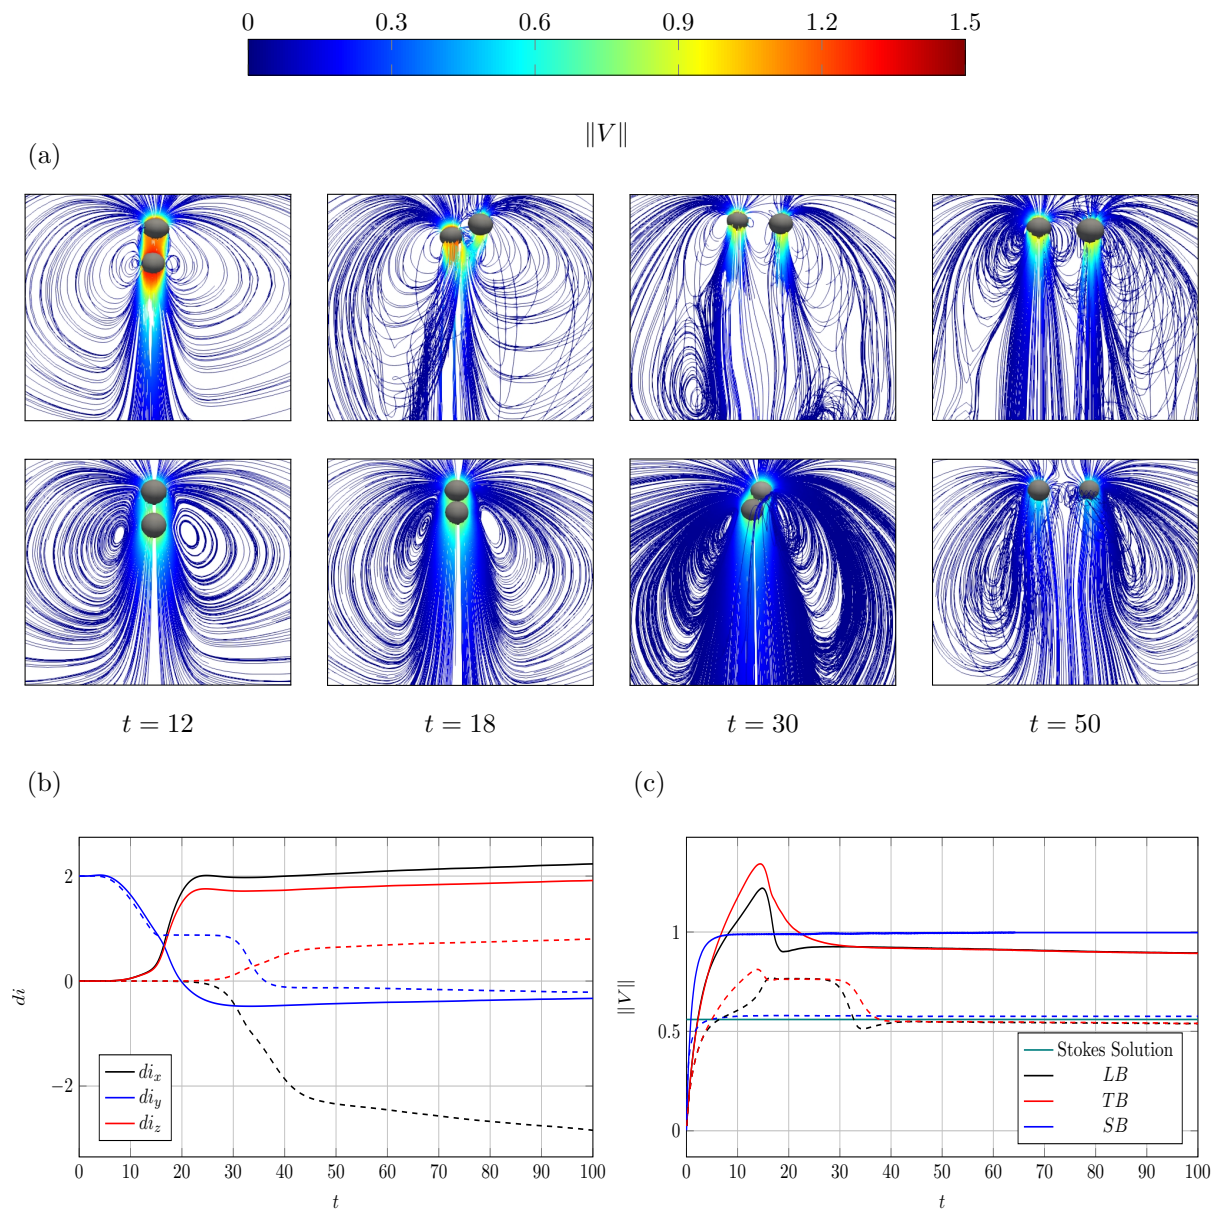 0 0.3 0.6 0.9 1.2 1.5
‖V‖
(a)
t = 12 t = 18 t = 30 t = 50
(b) (c)
2
0
−2
di
di_x
di_y
di_z
0 10 20 30 40 50 60 70 80 90 100
t
1
0.5
0
‖V‖
Stokes Solution
LB
TB
SB
0 10 20 30 40 50 60 70 80 90 100
t